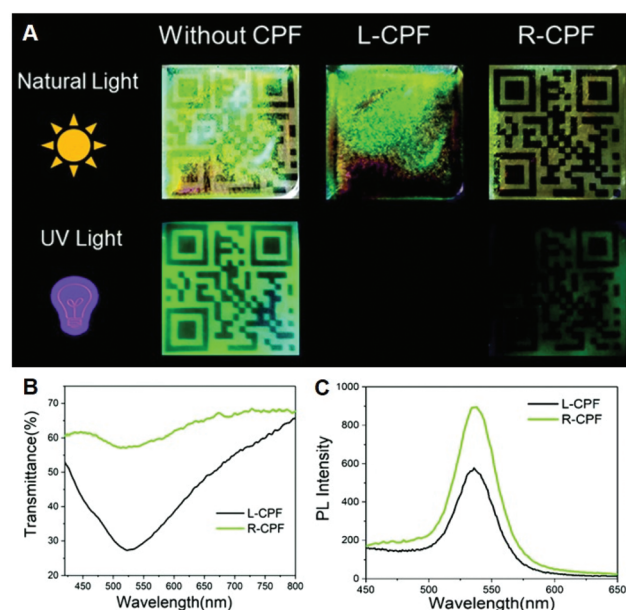 A
Without CPF L-CPF R-CPF
Natural Light
UV Light
B
Transmittance(%)
70
60
50
40
30
20
L-CPF
R-CPF
450 500 550 600 650 700 750 800
Wavelength(nm)
C
PL Intensity
1000
800
600
400
200
0
L-CPF
R-CPF
450 500 550 600 650
Wavelength(nm)